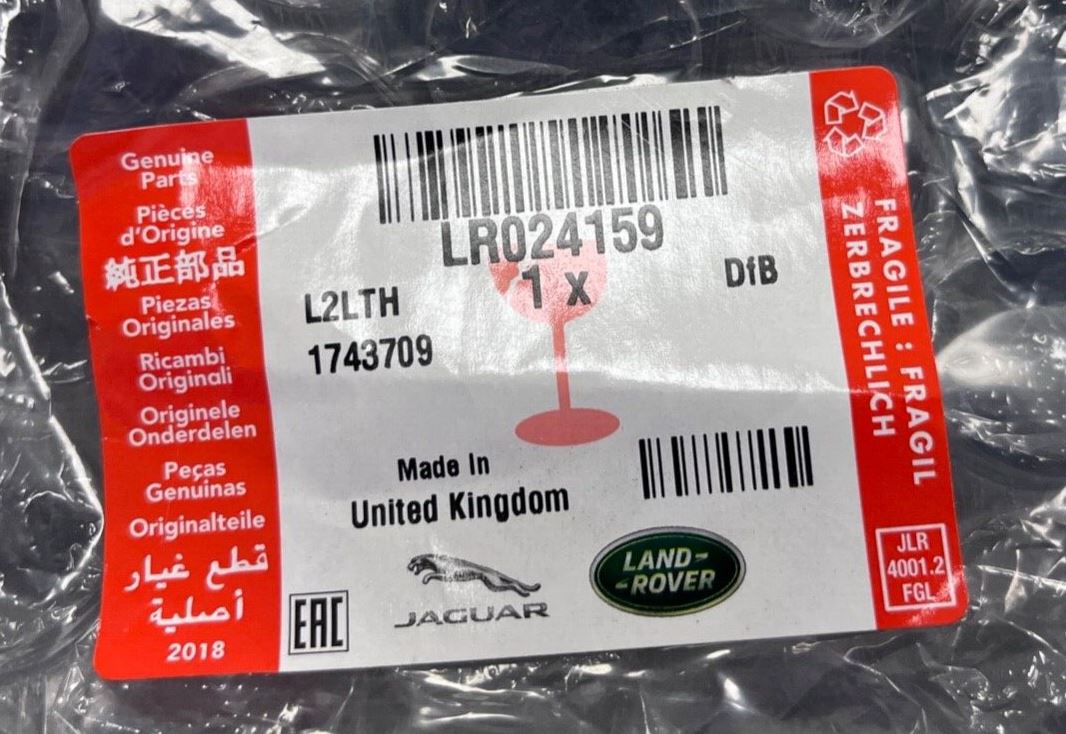 Genuine
Parts
Pièces
d'Origine
純正部品
Piezas
Originales
Ricambi
Originali
Originele
Onderdelen
Peças
Genuinas
Originalteile
قطع غيار
أصلية
2018
LR024159
1 x
DfB
L2LTH
1743709
Made in
United Kingdom
EAC
JAGUAR
LAND-
-ROVER
FRAGILE : FRAGIL
ZERBRECHLICH
JLR
4001.2
FGL